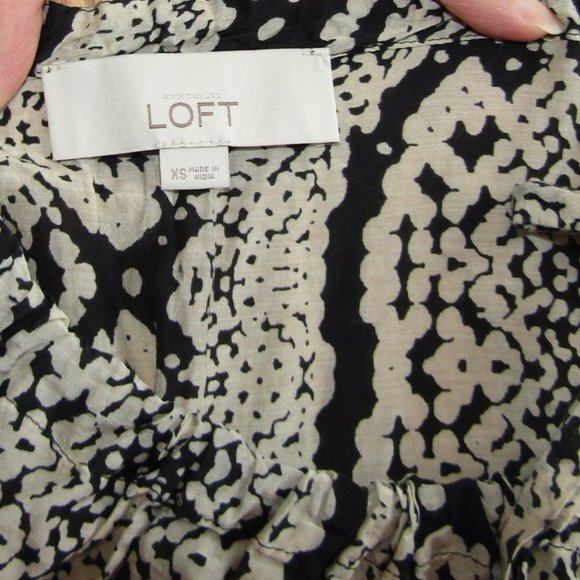 ANN TAYLOR
LOFT
XS MADE IN
INDIA